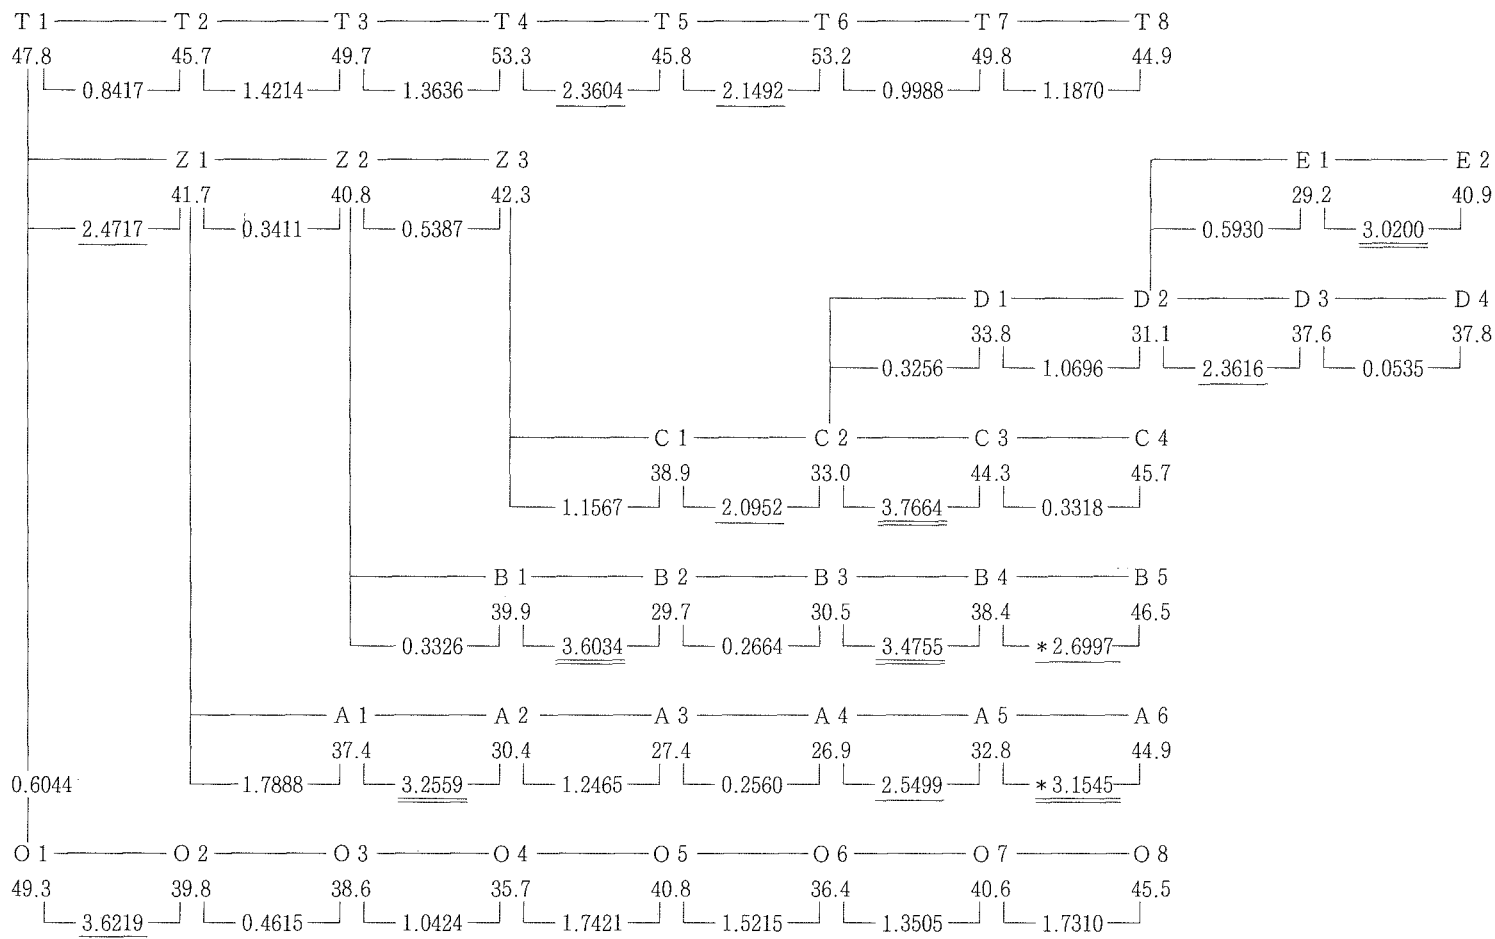 T 1 T 2 T 3 T 4 T 5 T 6 T 7 T 8
47.8 45.7 49.7 53.3 45.8 53.2 49.8 44.9
0.8417 1.4214 1.3636 2.3604 2.1492 0.9988 1.1870
Z 1 Z 2 Z 3 E 1 E 2
41.7 40.8 42.3 29.2 40.9
2.4717 0.3411 0.5387 0.5930 3.0200
D 1 D 2 D 3 D 4
33.8 31.1 37.6 37.8
0.3256 1.0696 2.3616 0.0535
C 1 C 2 C 3 C 4
38.9 33.0 44.3 45.7
1.1567 2.0952 3.7664 0.3318
B 1 B 2 B 3 B 4 B 5
39.9 29.7 30.5 38.4 46.5
0.3326 3.6034 0.2664 3.4755 *2.6997
A 1 A 2 A 3 A 4 A 5 A 6
37.4 30.4 27.4 26.9 32.8 44.9
0.6044 1.7888 3.2559 1.2465 0.2560 2.5499 *3.1545
O 1 O 2 O 3 O 4 O 5 O 6 O 7 O 8
49.3 39.8 38.6 35.7 40.8 36.4 40.6 45.5
3.6219 0.4615 1.0424 1.7421 1.5215 1.3505 1.7310